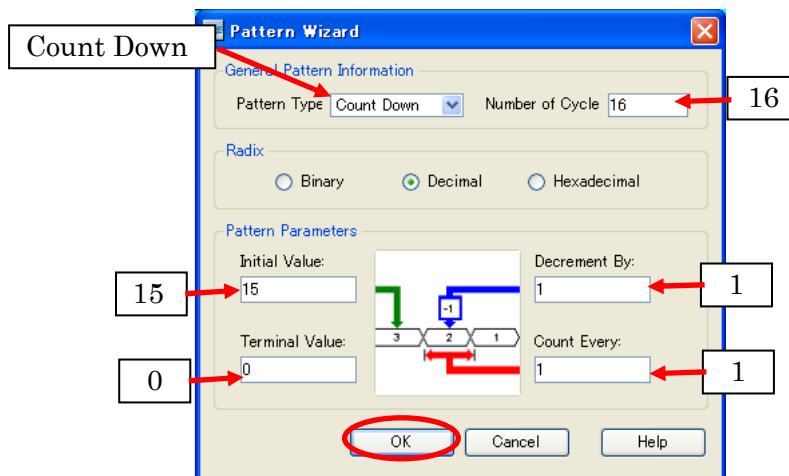 Pattern Wizard
Count Down
General Pattern Information
Pattern Type Count Down Number of Cycle 16
16
Radix
Binary Decimal Hexadecimal
Pattern Parameters
Initial Value: Decrement By:
15 15 -1 1 1
3 2 1
Terminal Value: Count Every:
0 0 1 1
OK Cancel Help